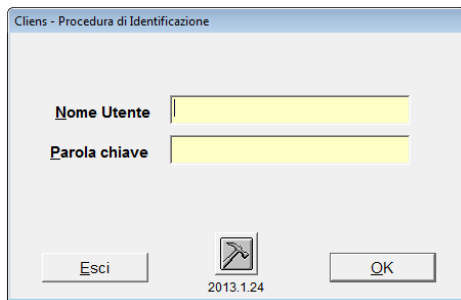 Cliens - Procedura di Identificazione
Nome Utente
Parola chiave
Esci
2013.1.24
OK